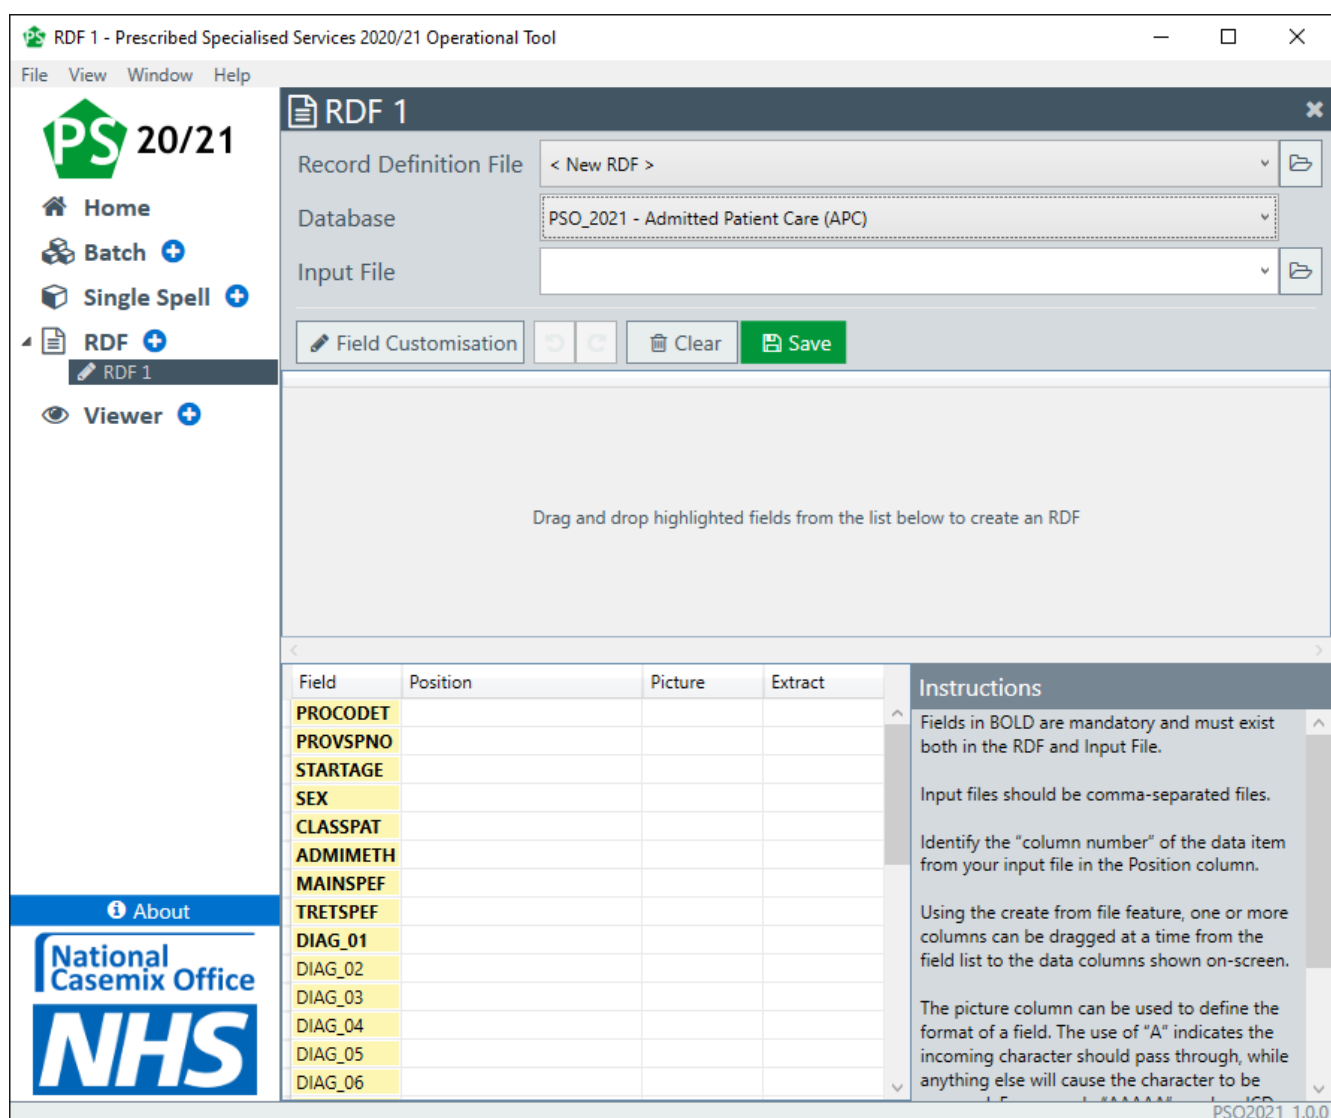 RDF 1 - Prescribed Specialised Services 2020/21 Operational Tool
File View Window Help
PS 20/21
Home
Batch
Single Spell
RDF
RDF 1
Viewer
About
National
Casemix Office
NHS
RDF 1
Record Definition File < New RDF >
Database PSO_2021 - Admitted Patient Care (APC)
Input File
Field Customisation Clear Save
Drag and drop highlighted fields from the list below to create an RDF
Field Position Picture Extract
PROCODET
PROVSPNO
STARTAGE
SEX
CLASSPAT
ADMIMETH
MAINSPEF
TRETSPEF
DIAG_01
DIAG_02
DIAG_03
DIAG_04
DIAG_05
DIAG_06
Instructions
Fields in BOLD are mandatory and must exist
both in the RDF and Input File.
Input files should be comma-separated files.
Identify the “column number” of the data item
from your input file in the Position column.
Using the create from file feature, one or more
columns can be dragged at a time from the
field list to the data columns shown on-screen.
The picture column can be used to define the
format of a field. The use of “A” indicates the
incoming character should pass through, while
anything else will cause the character to be
PSO2021 1.0.0